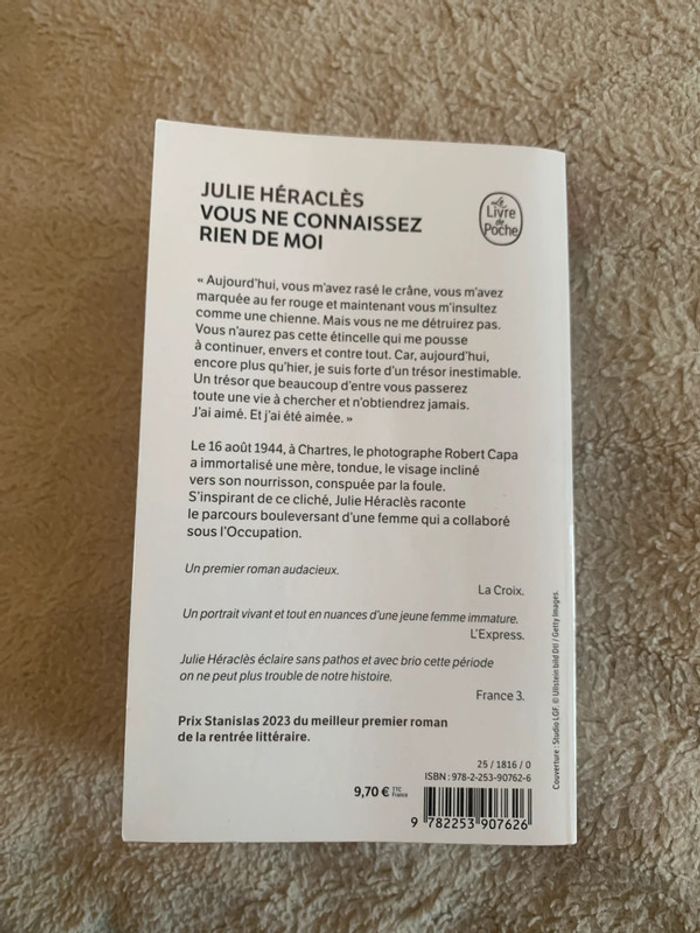 JULIE HÉRACLÈS
VOUS NE CONNAISSEZ
RIEN DE MOI
Le
Livre
de
Poche
« Aujourd'hui, vous m'avez rasé le crâne, vous m'avez
marquée au fer rouge et maintenant vous m'insultez
comme une chienne. Mais vous ne me détruirez pas.
Vous n'aurez pas cette étincelle qui me pousse
à continuer, envers et contre tout. Car, aujourd'hui,
encore plus qu'hier, je suis forte d'un trésor inestimable.
Un trésor que beaucoup d'entre vous passerez
toute une vie à chercher et n'obtiendrez jamais.
J'ai aimé. Et j'ai été aimée. »
Le 16 août 1944, à Chartres, le photographe Robert Capa
a immortalisé une mère, tondue, le visage incliné
vers son nourrisson, conspuée par la foule.
S'inspirant de ce cliché, Julie Héraclès raconte
le parcours bouleversant d'une femme qui a collaboré
sous l'Occupation.
Un premier roman audacieux.
La Croix.
Un portrait vivant et tout en nuances d'une jeune femme immature.
L'Express.
Julie Héraclès éclaire sans pathos et avec brio cette période
on ne peut plus trouble de notre histoire.
France 3.
Prix Stanislas 2023 du meilleur premier roman
de la rentrée littéraire.
25 / 1816 / 0
ISBN : 978-2-253-90762-6
9,70 € TTC
France
9 782253 907626
Couverture : Studio LGF. © Ullstein bild Dtl / Getty Images.